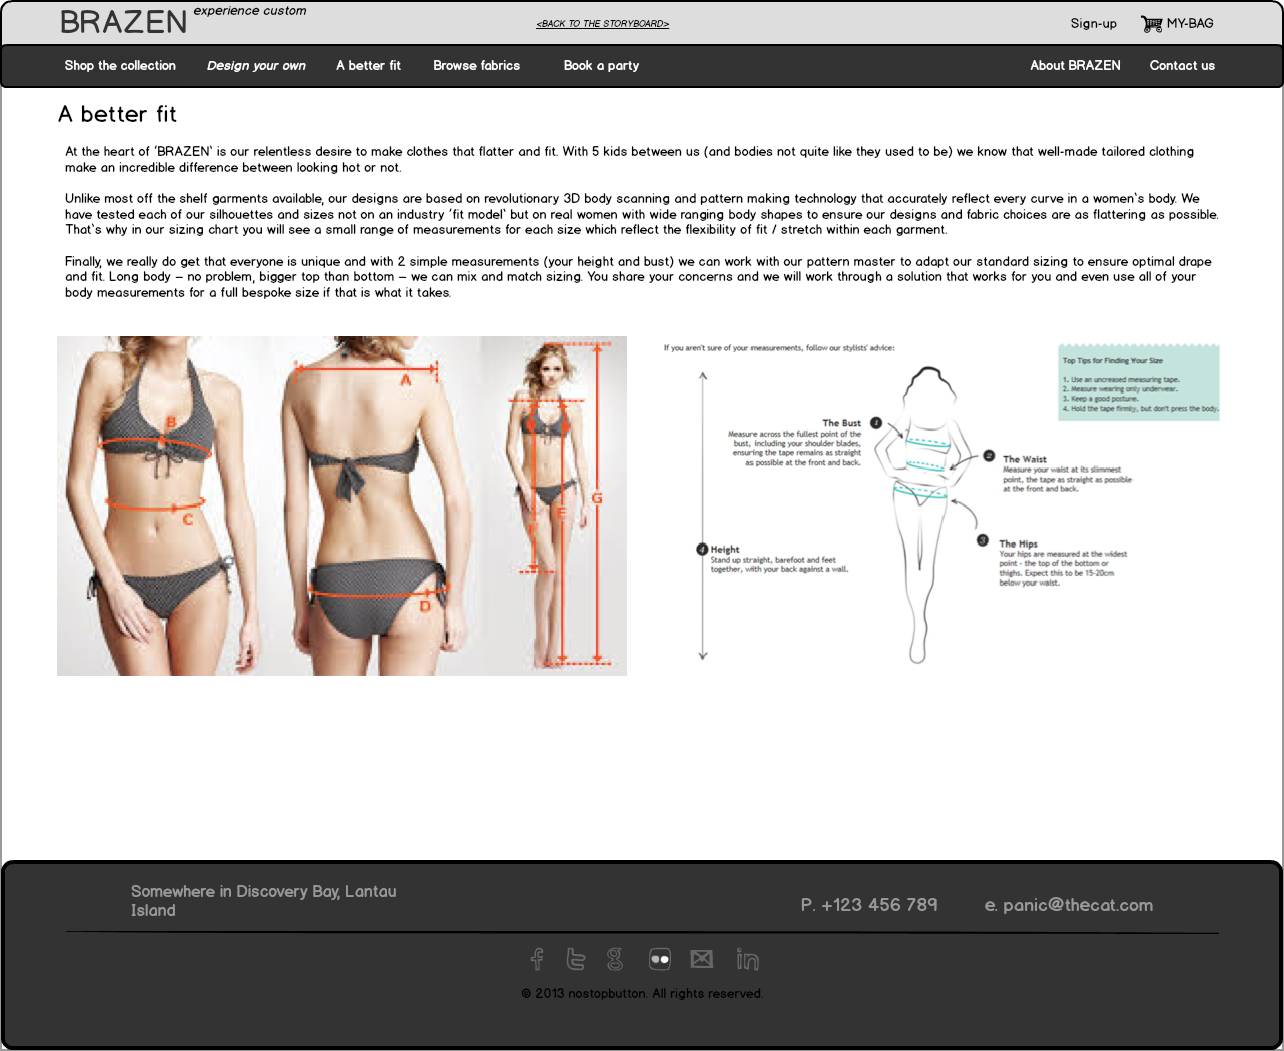 BRAZEN experience custom
<BACK TO THE STORYBOARD>
Sign-up MY-BAG
Shop the collection Design your own A better fit Browse fabrics Book a party About BRAZEN Contact us
A better fit
At the heart of ‘BRAZEN‘ is our relentless desire to make clothes that flatter and fit. With 5 kids between us (and bodies not quite like they used to be) we know that well-made tailored clothing
make an incredible difference between looking hot or not.
Unlike most off the shelf garments available, our designs are based on revolutionary 3D body scanning and pattern making technology that accurately reflect every curve in a women‘s body. We
have tested each of our silhouettes and sizes not on an industry ‘fit model‘ but on real women with wide ranging body shapes to ensure our designs and fabric choices are as flattering as possible.
That‘s why in our sizing chart you will see a small range of measurements for each size which reflect the flexibility of fit / stretch within each garment.
Finally, we really do get that everyone is unique and with 2 simple measurements (your height and bust) we can work with our pattern master to adapt our standard sizing to ensure optimal drape
and fit. Long body – no problem, bigger top than bottom – we can mix and match sizing. You share your concerns and we will work through a solution that works for you and even use all of your
body measurements for a full bespoke size if that is what it takes.
A
B
C
D
E
G
If you aren't sure of your measurements, follow our stylists' advice:
Top Tips for Finding Your Size
1. Use an uncreased measuring tape.
2. Measure wearing only underwear.
3. Keep a good posture.
4. Hold the tape firmly, but don't press the body.
The Bust 1
Measure across the fullest point of the
bust, including your shoulder blades,
ensuring the tape remains as straight
as possible at the front and back.
2 The Waist
Measure your waist at its slimmest
point, the tape as straight as possible
at the front and back.
3 The Hips
Your hips are measured at the widest
point - the top of the bottom or
thighs. Expect this to be 15-20cm
below your waist.
4 Height
Stand up straight, barefoot and feet
together, with your back against a wall.
Somewhere in Discovery Bay, Lantau
Island
P. +123 456 789 e. panic@thecat.com
© 2013 nostopbutton. All rights reserved.